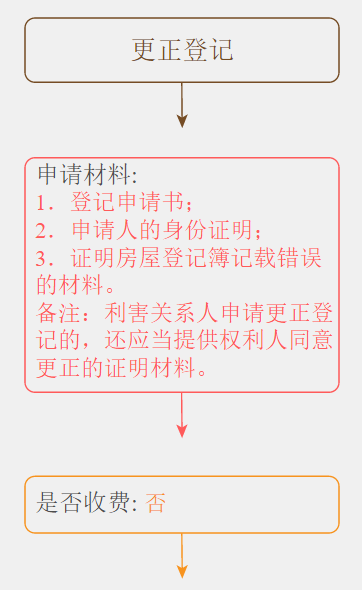 更正登记
申请材料:
1. 登记申请书;
2. 申请人的身份证明;
3. 证明房屋登记簿记载错误
的材料。
备注: 利害关系人申请更正登
记的, 还应当提供权利人同意
更正的证明材料。
是否收费: 否